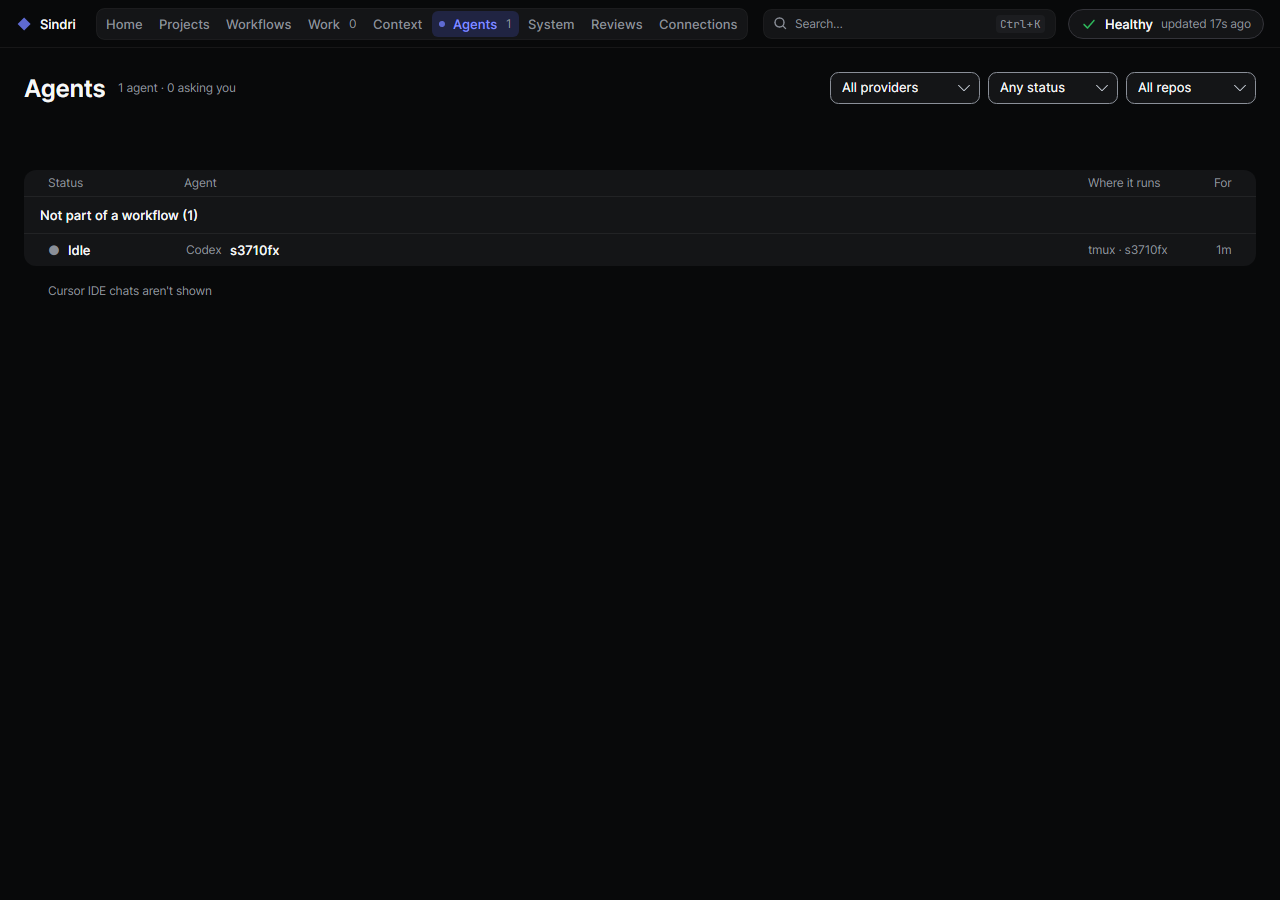 Sindri Home Projects Workflows Work 0 Context Agents 1 System Reviews Connections Search... Ctrl+K Healthy updated 17s ago
Agents 1 agent · 0 asking you All providers Any status All repos
Status Agent Where it runs For
Not part of a workflow (1)
Idle Codex s3710fx tmux · s3710fx 1m
Cursor IDE chats aren't shown